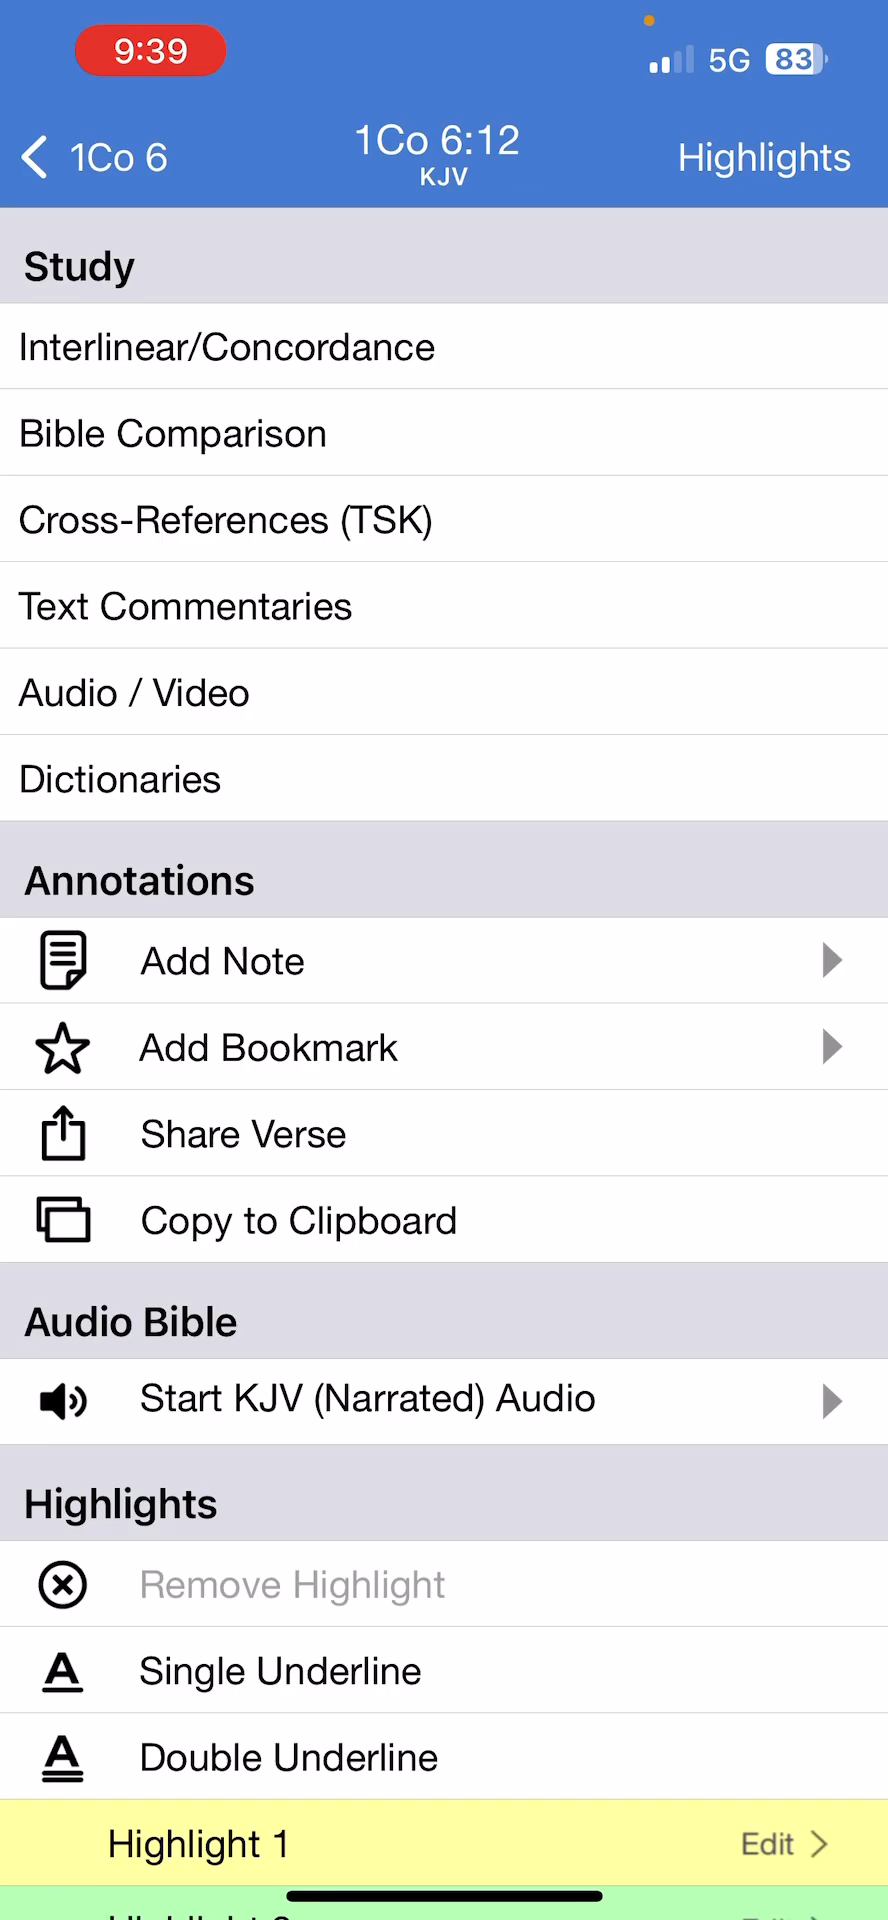 9:39
5G 83
1Co 6
1Co 6:12
KJV
Highlights
Study
Interlinear/Concordance
Bible Comparison
Cross-References (TSK)
Text Commentaries
Audio / Video
Dictionaries
Annotations
Add Note
Add Bookmark
Share Verse
Copy to Clipboard
Audio Bible
Start KJV (Narrated) Audio
Highlights
Remove Highlight
A Single Underline
A Double Underline
Highlight 1 Edit